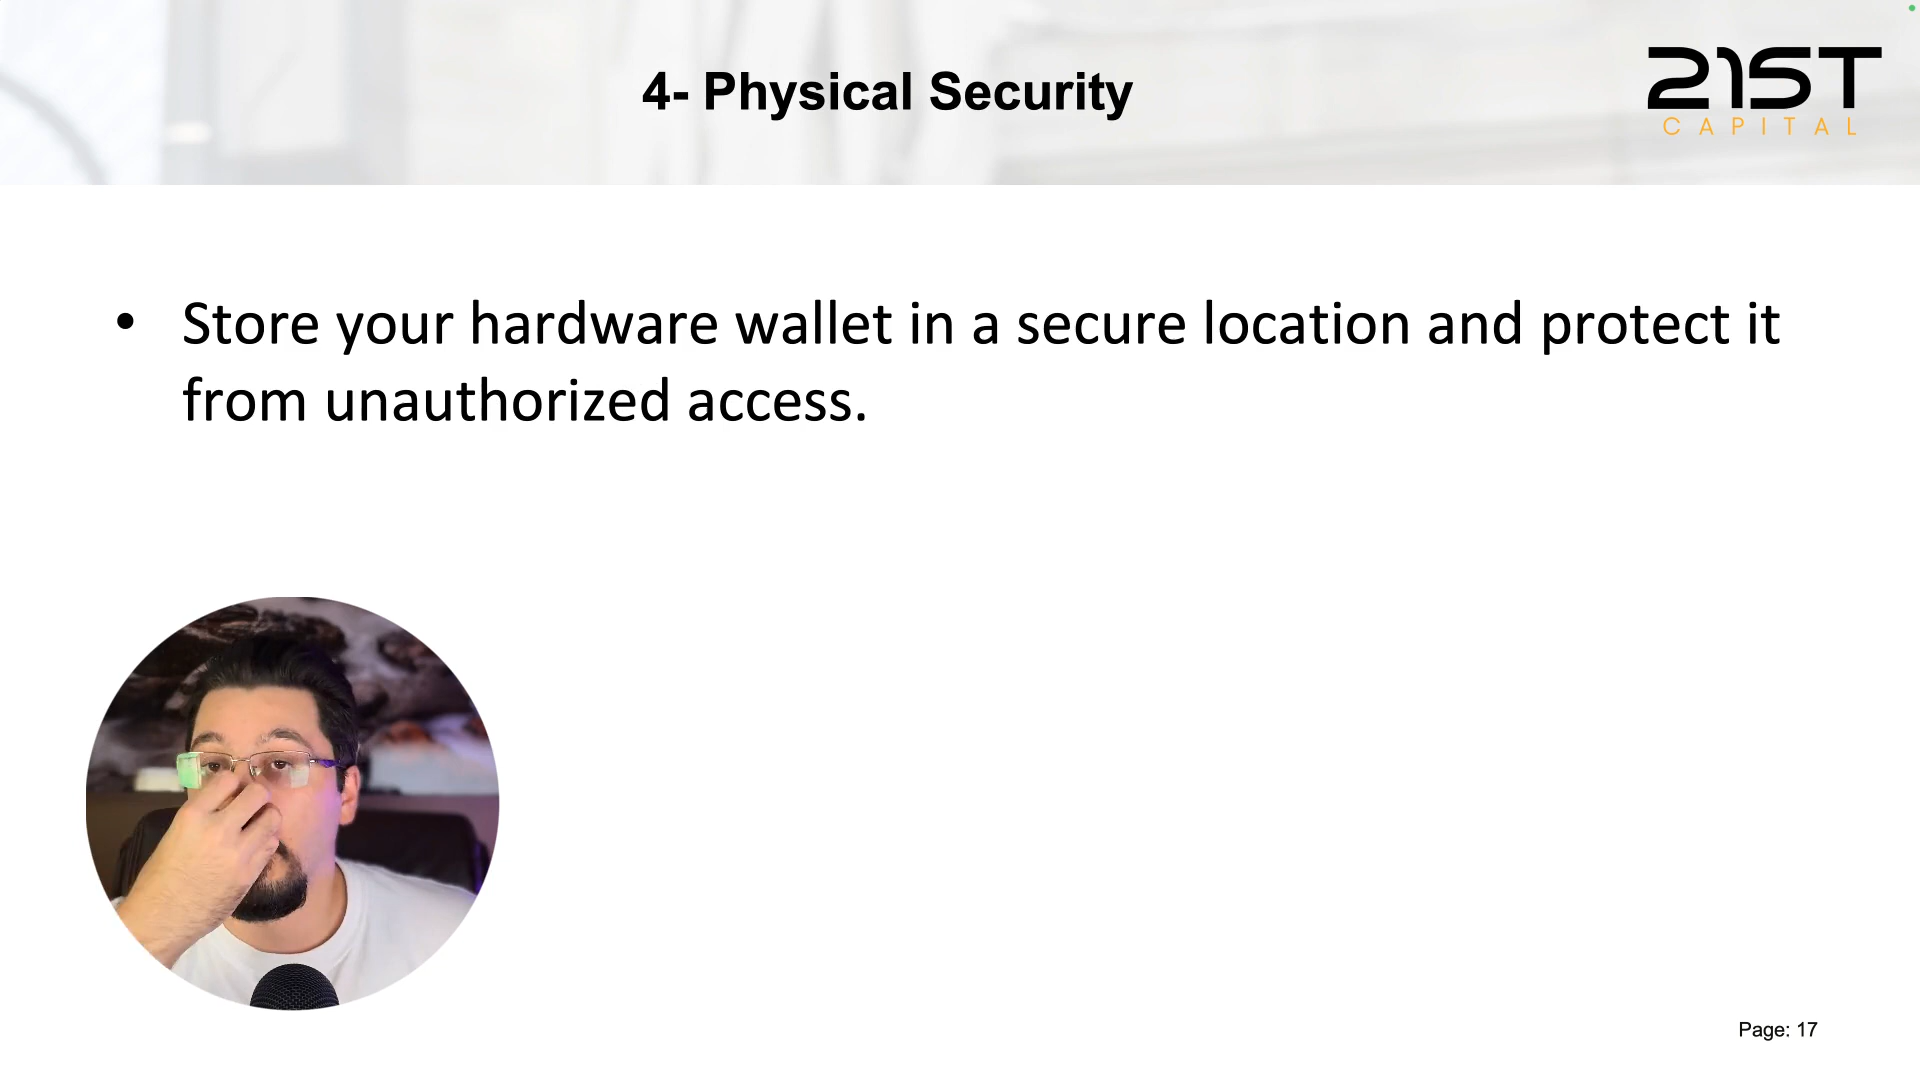 4- Physical Security
21ST
CAPITAL
• Store your hardware wallet in a secure location and protect it
from unauthorized access.
Page: 17